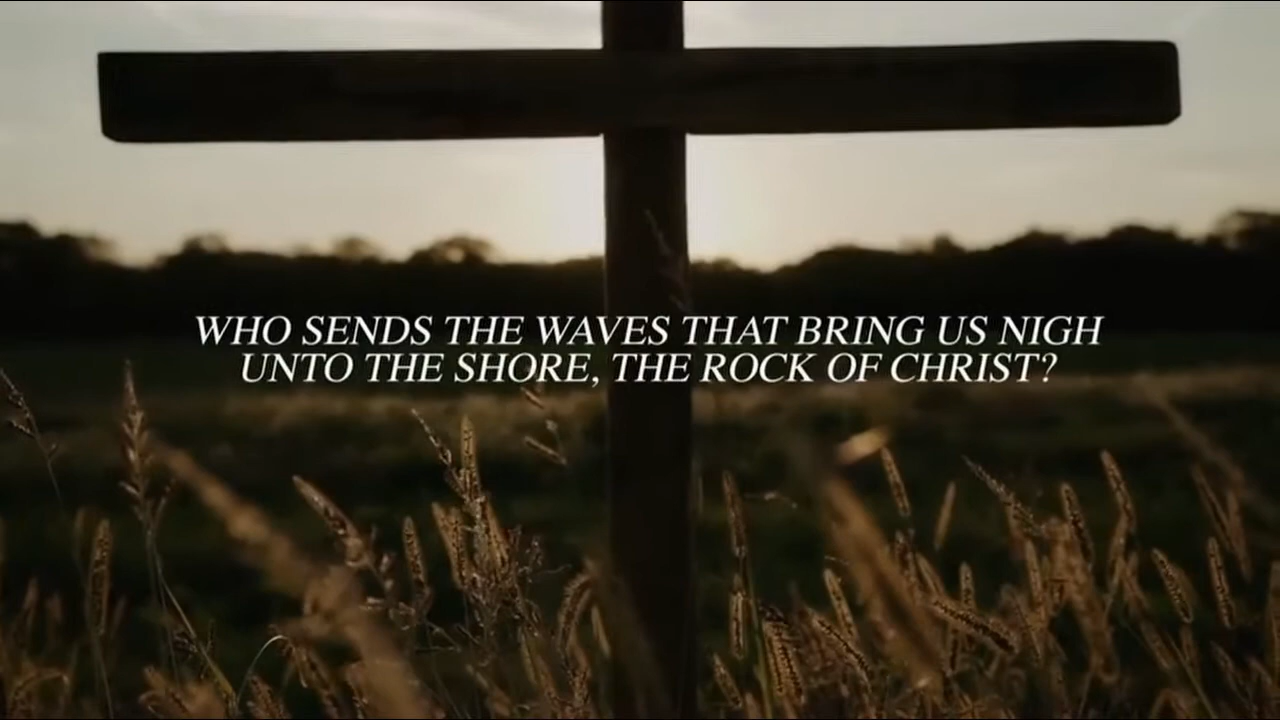 WHO SENDS THE WAVES THAT BRING US NIGH
UNTO THE SHORE, THE ROCK OF CHRIST?